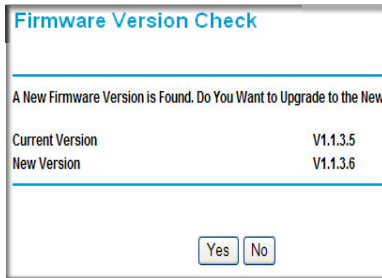 Firmware Version Check
A New Firmware Version is Found. Do You Want to Upgrade to the New
Current Version V1.1.3.5
New Version V1.1.3.6
Yes No